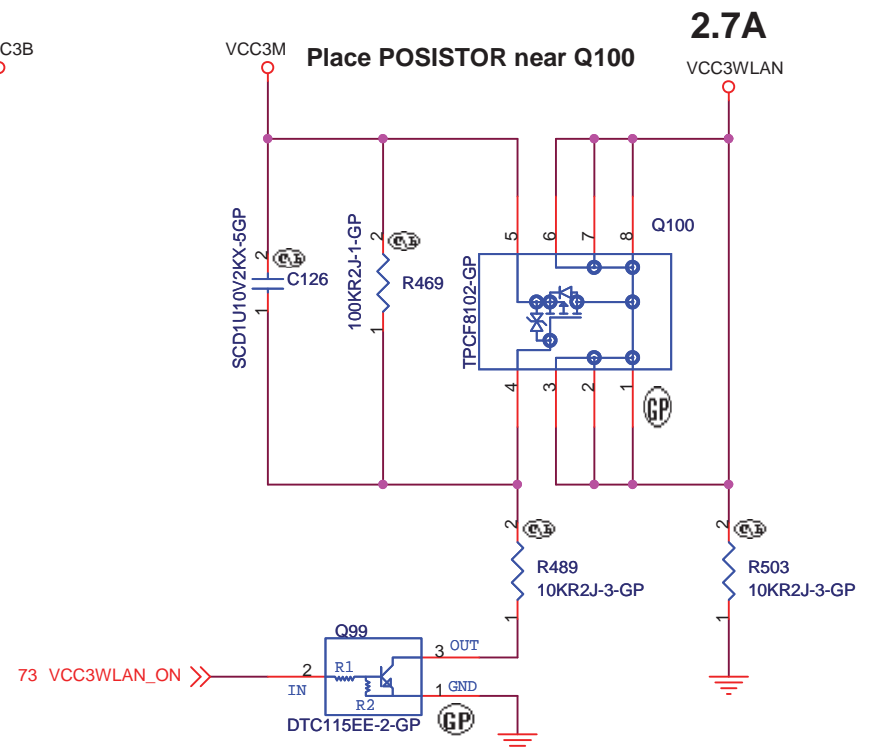 2.7A
C3B
VCC3M
Place POSISTOR near Q100
VCC3WLAN
SCD1U10V2KX-5GP
2
1
C126
100KR2J-1-GP
2
1
R469
TPCF8102-GP
5
6
7
8
Q100
4
3
2
1
GP
2
R489
10KR2J-3-GP
1
2
R503
10KR2J-3-GP
1
Q99
73 VCC3WLAN_ON
2
IN
R1
R2
3 OUT
1 GND
DTC115EE-2-GP
GP